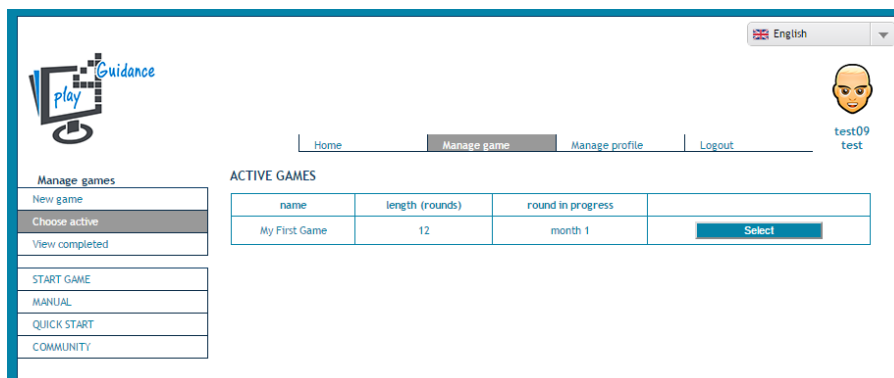 English
play Guidance
test09
test
Home Manage game Manage profile Logout
Manage games
New game
Choose active
View completed
START GAME
MANUAL
QUICK START
COMMUNITY
ACTIVE GAMES
name length (rounds) round in progress
My First Game 12 month 1 Select